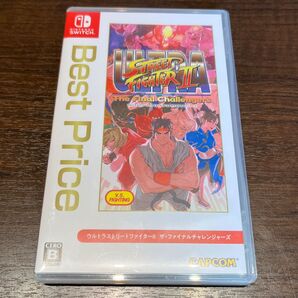 SWITCH
Best Price
ULTRA
STREET
FIGHTER II
The Final Challengers
V.S.
FIGHTING
ウルトラストリートファイターII ザ・ファイナルチャレンジャーズ
CERO
B
CAPCOM